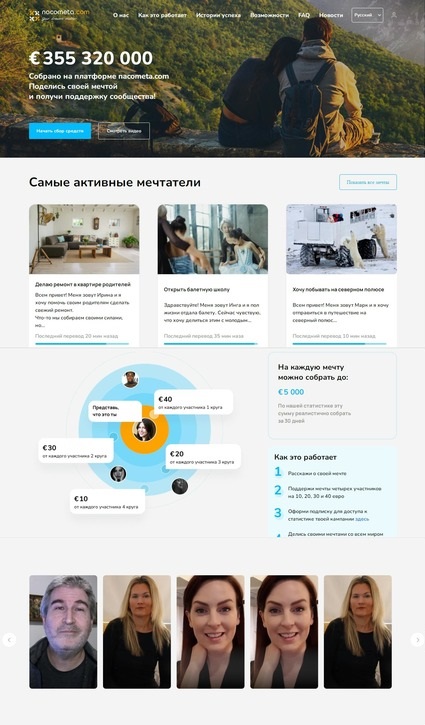 nacometa.com
О нас
Как это работает
Истории успеха
Возможности
FAQ
Новости
Русский
€ 355 320 000
Собрано на платформе nacometa.com
Поделись своей мечтой
и получи поддержку сообщества!
Начать сбор средств
Смотреть видео
Самые активные мечтатели
Показать все мечты
Делаю ремонт в квартире родителей
Всем привет! Меня зовут Ирина и я
хочу помочь своим родителям сделать
ремонт.
Что-то мы собираем своими силами,
но...
Последний перевод 20 мин назад
Открыть балетную школу
Здравствуйте! Меня зовут Инга и я пол
жизни отдала балету. Сейчас чувствую,
что хочу делиться этим с молодым...
Последний перевод 35 мин назад
Хочу побывать на северном полюсе
Всем привет! Меня зовут Марк и я хочу
отправиться в путешествие на
северный полюс...
Последний перевод 10 мин назад
Представь,
что это ты
€ 40
от каждого участника 1 круга
€ 30
от каждого участника 2 круга
€ 20
от каждого участника 3 круга
€ 10
от каждого участника 4 круга
На каждую мечту
можно собрать до:
€ 5 000
По нашей статистике эту
сумму реалистично собрать
за 30 дней
Как это работает
1 Расскажи о своей мечте
2 Поддержи мечты четырех участников
на 10, 20, 30 и 40 евро
3 Оформи подписку для доступа к
статистике твоей кампании здесь
4 Делись своими мечтами со всем миром